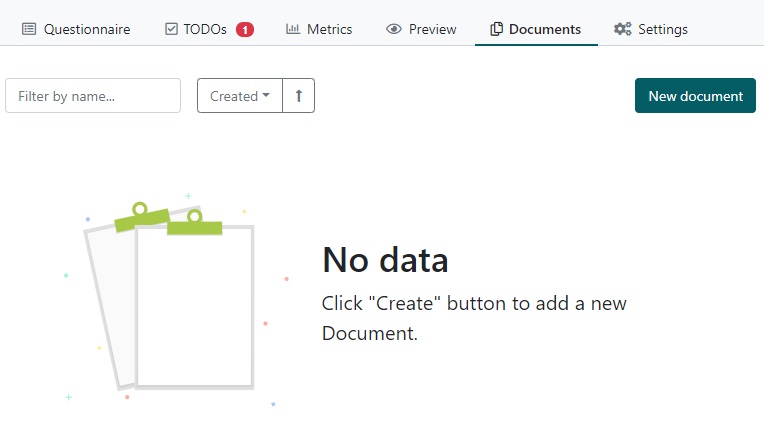 Questionnaire TODOs 1 Metrics Preview Documents Settings
Filter by name... Created New document
No data
Click "Create" button to add a new
Document.